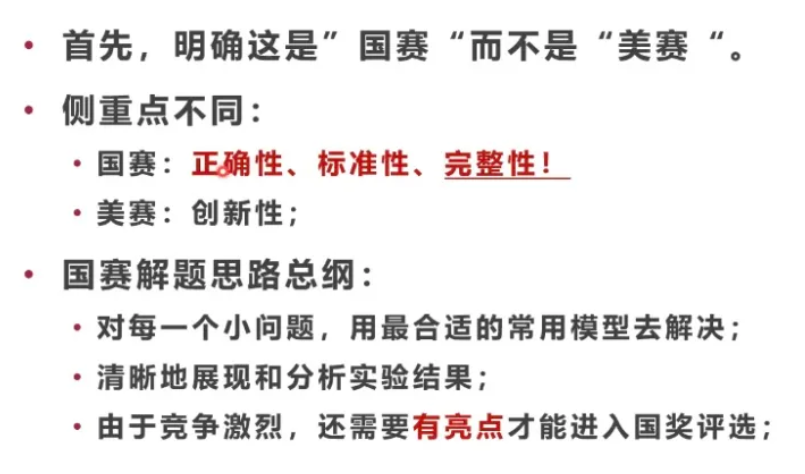 • 首先，明确这是”国赛“而不是“美赛“。
• 侧重点不同：
• 国赛：正确性、标准性、完整性！
• 美赛：创新性；
• 国赛解题思路总纲：
• 对每一个小问题，用最合适的常用模型去解决；
• 清晰地展现和分析实验结果；
• 由于竞争激烈，还需要有亮点才能进入国奖评选；